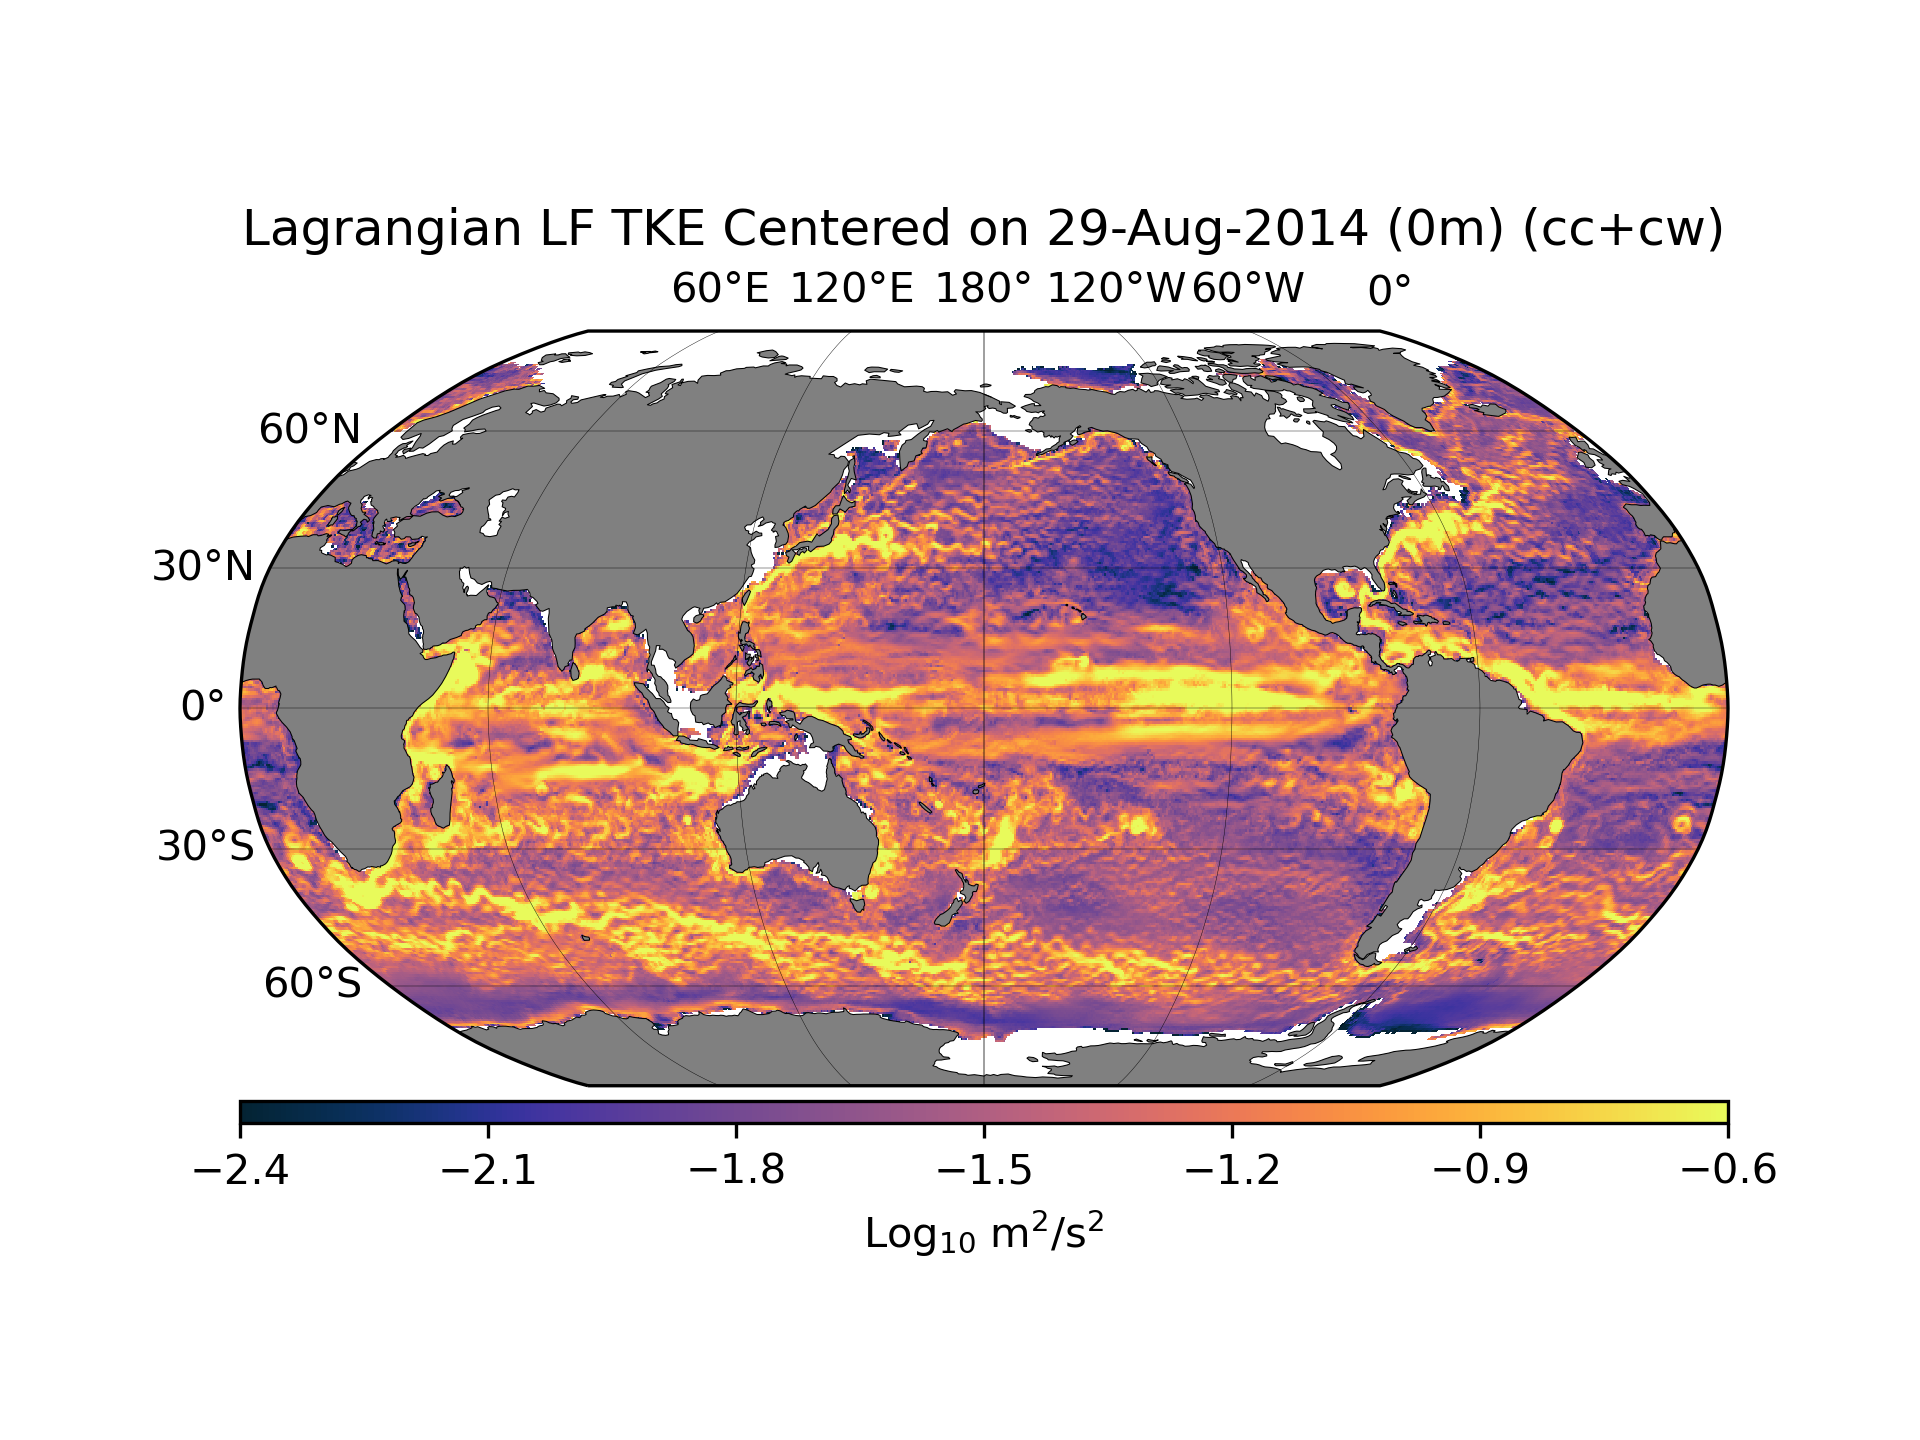 Lagrangian LF TKE Centered on 29-Aug-2014 (0m) (cc+cw)
60°E 120°E 180° 120°W 60°W 0°
60°N
30°N
0°
30°S
60°S
−2.4 −2.1 −1.8 −1.5 −1.2 −0.9 −0.6
Log₁₀ m²/s²